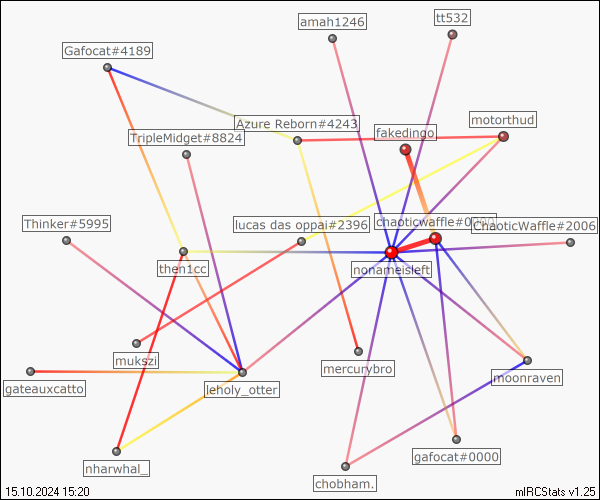 amah1246
tt532
Gafocat#4189
Azure Reborn#4243
motorthud
TripleMidget#8824
fakedingo
Thinker#5995
lucas das oppai#2396
chaoticwaffle#0000
ChaoticWaffle#2006
then1cc
nonameisleft
mukszi
mercurybro
moonraven
gateauxcatto
leholy_otter
nharwhal_
gafocat#0000
chobham.
15.10.2024 15:20
mIRCStats v1.25